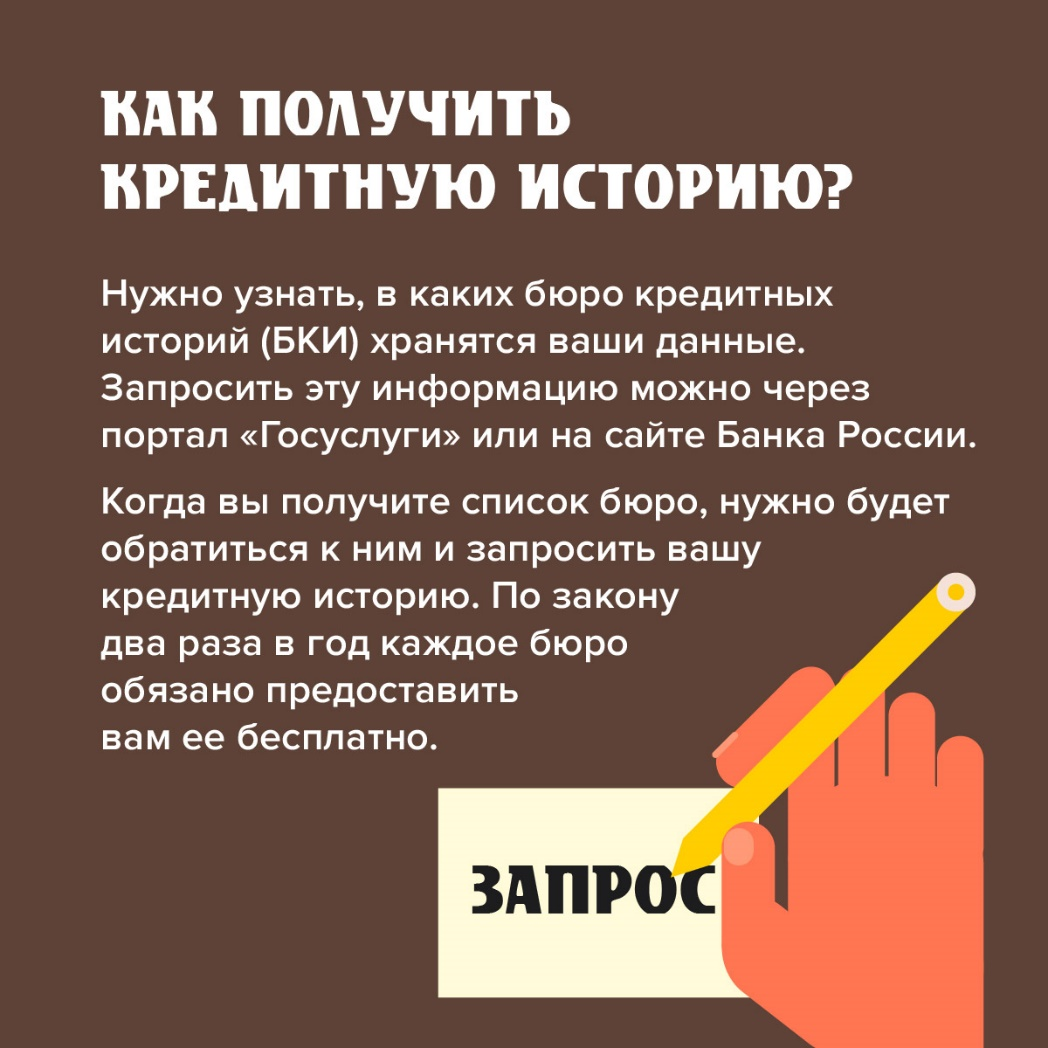 КАК ПОЛУЧИТЬ
КРЕДИТНУЮ ИСТОРИЮ?
Нужно узнать, в каких бюро кредитных
историй (БКИ) хранятся ваши данные.
Запросить эту информацию можно через
портал «Госуслуги» или на сайте Банка России.
Когда вы получите список бюро, нужно будет
обратиться к ним и запросить вашу
кредитную историю. По закону
два раза в год каждое бюро
обязано предоставить
вам ее бесплатно.
ЗАПРОС